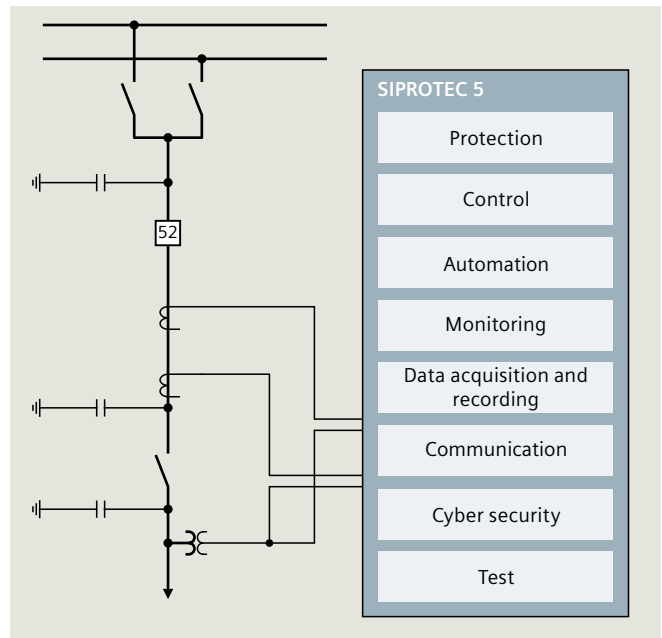 SIPROTEC 5
Protection
Control
52
Automation
Monitoring
Data acquisition and
recording
Communication
Cyber security
Test